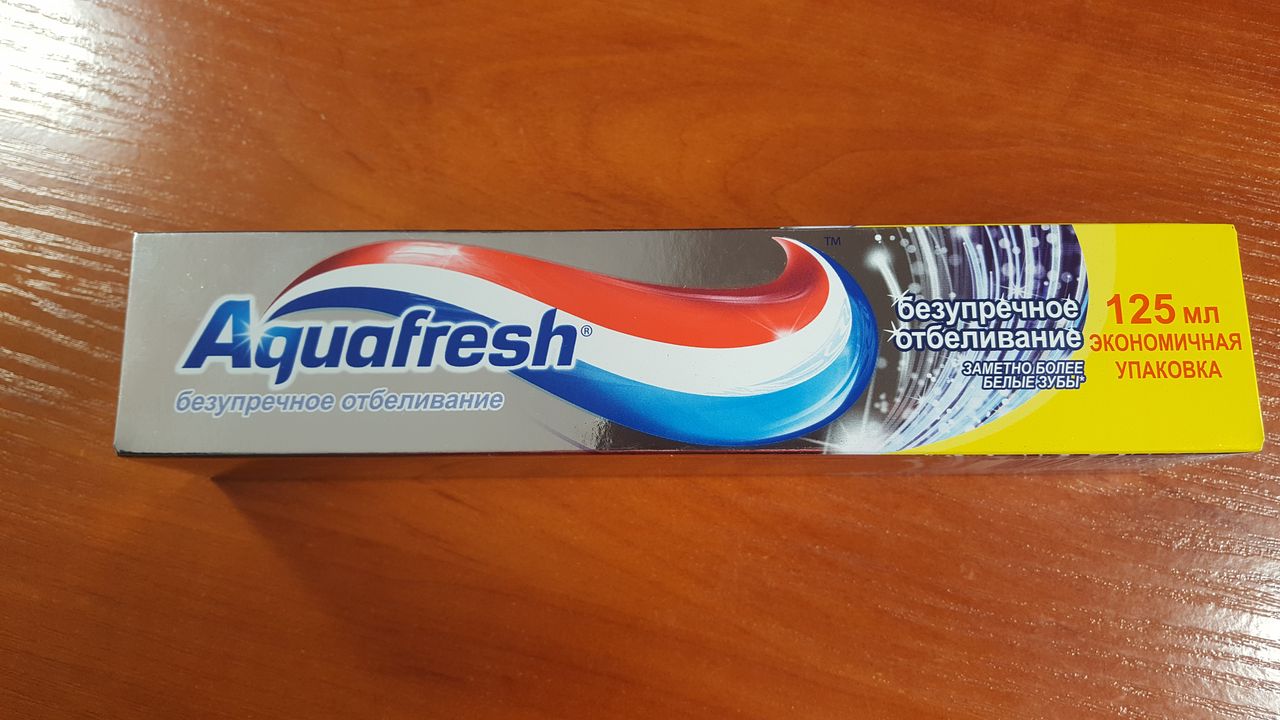 Aquafresh®
безупречное отбеливание
™
безупречное
отбеливание
ЗАМЕТНО БОЛЕЕ
БЕЛЫЕ ЗУБЫ*
125 мл
ЭКОНОМИЧНАЯ
УПАКОВКА